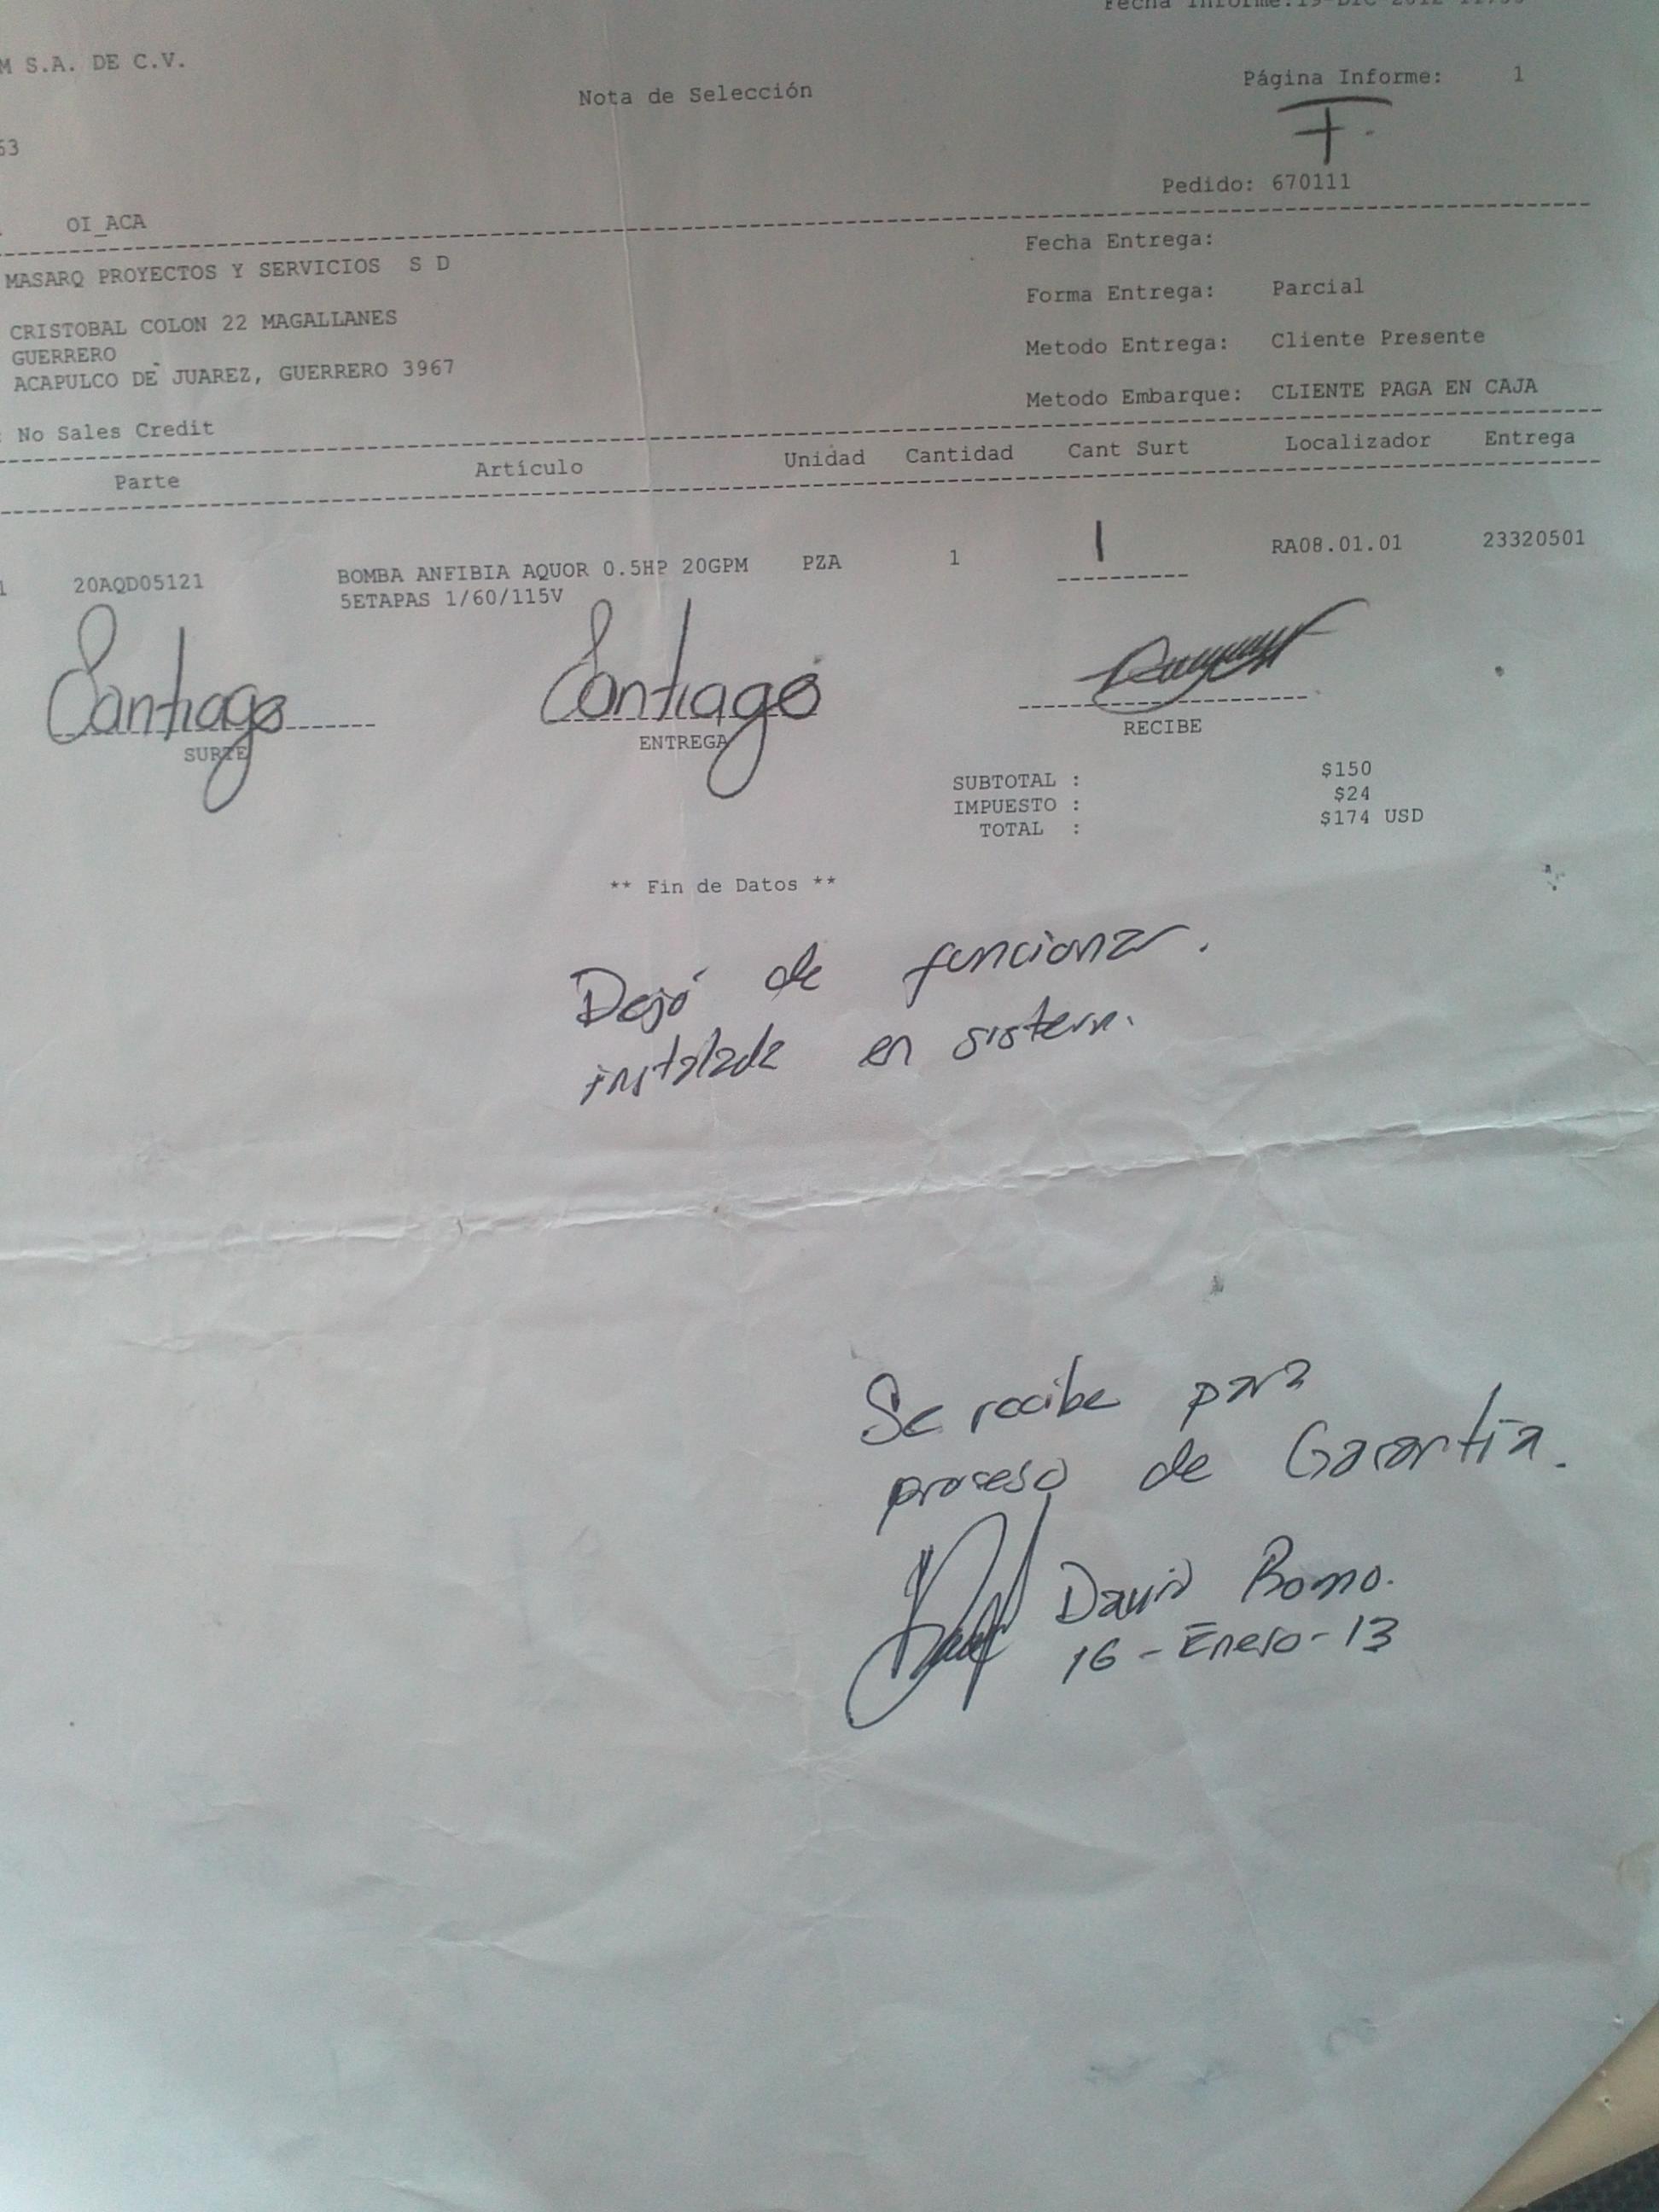 Fecha Informe:19-DIC-2012
M S.A. DE C.V.
Nota de Selección
Página Informe: 1
F.
63
Pedido: 670111
OI_ACA
MASARQ PROYECTOS Y SERVICIOS S D
Fecha Entrega:
CRISTOBAL COLON 22 MAGALLANES
Forma Entrega: Parcial
GUERRERO
Metodo Entrega: Cliente Presente
ACAPULCO DE JUAREZ, GUERRERO 3967
Metodo Embarque: CLIENTE PAGA EN CAJA
: No Sales Credit
Parte Artículo Unidad Cantidad Cant Surt Localizador Entrega
1 20AQD05121 BOMBA ANFIBIA AQUOR 0.5HP 20GPM PZA 1 1 RA08.01.01 23320501
5ETAPAS 1/60/115V
Santiago Santiago
SURTE ENTREGA RECIBE
SUBTOTAL : $150
IMPUESTO : $24
TOTAL : $174 USD
** Fin de Datos **
Dejó de funcionar.
instalada en sistern.
Se recibe para
proceso de Garantía.
David Romo.
16-Enero-13